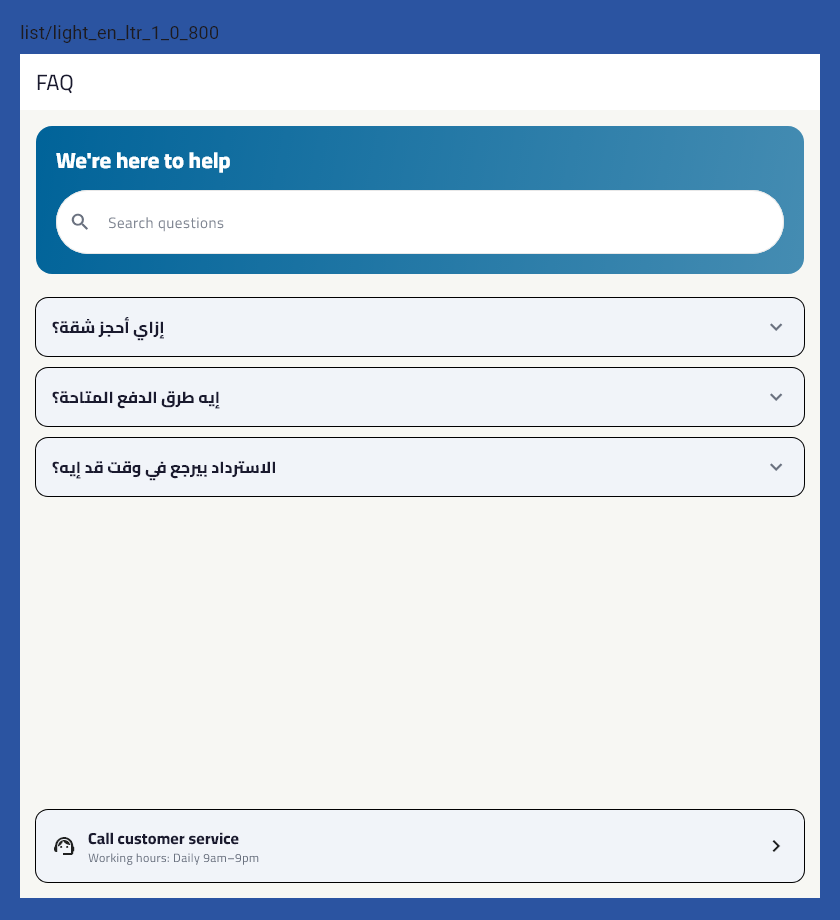 list/light_en_ltr_1_0_800
FAQ
We're here to help
Search questions
إزاي أحجز شقة؟
إيه طرق الدفع المتاحة؟
الاسترداد بيرجع في وقت قد إيه؟
Call customer service
Working hours: Daily 9am–9pm